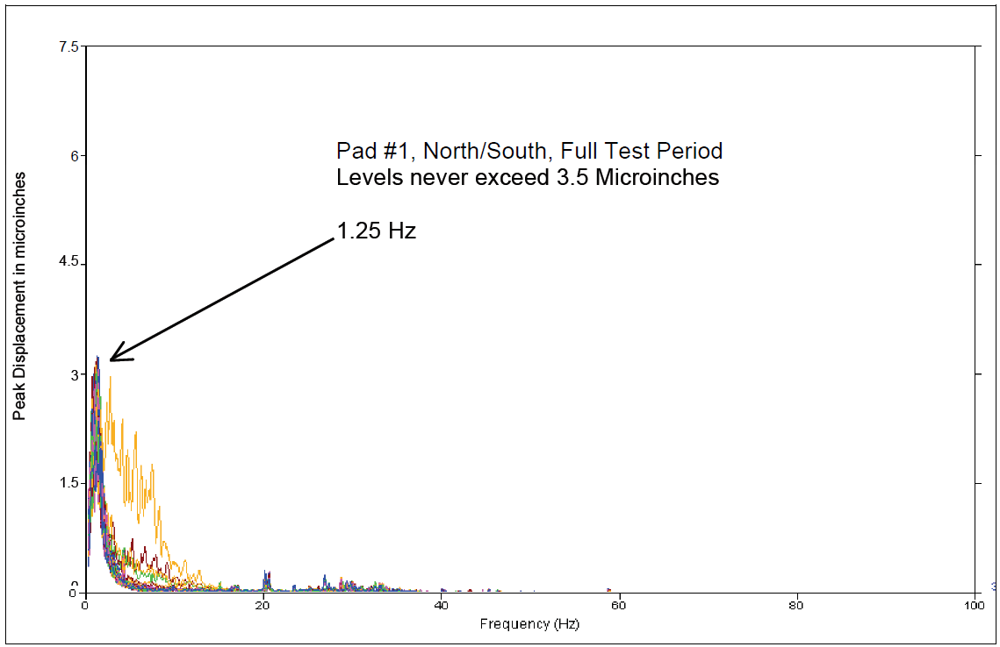 7.5
6
4.5
3
1.5
0
Peak Displacement in microinches
Pad #1, North/South, Full Test Period
Levels never exceed 3.5 Microinches
1.25 Hz
0 20 40 60 80 100
Frequency (Hz)